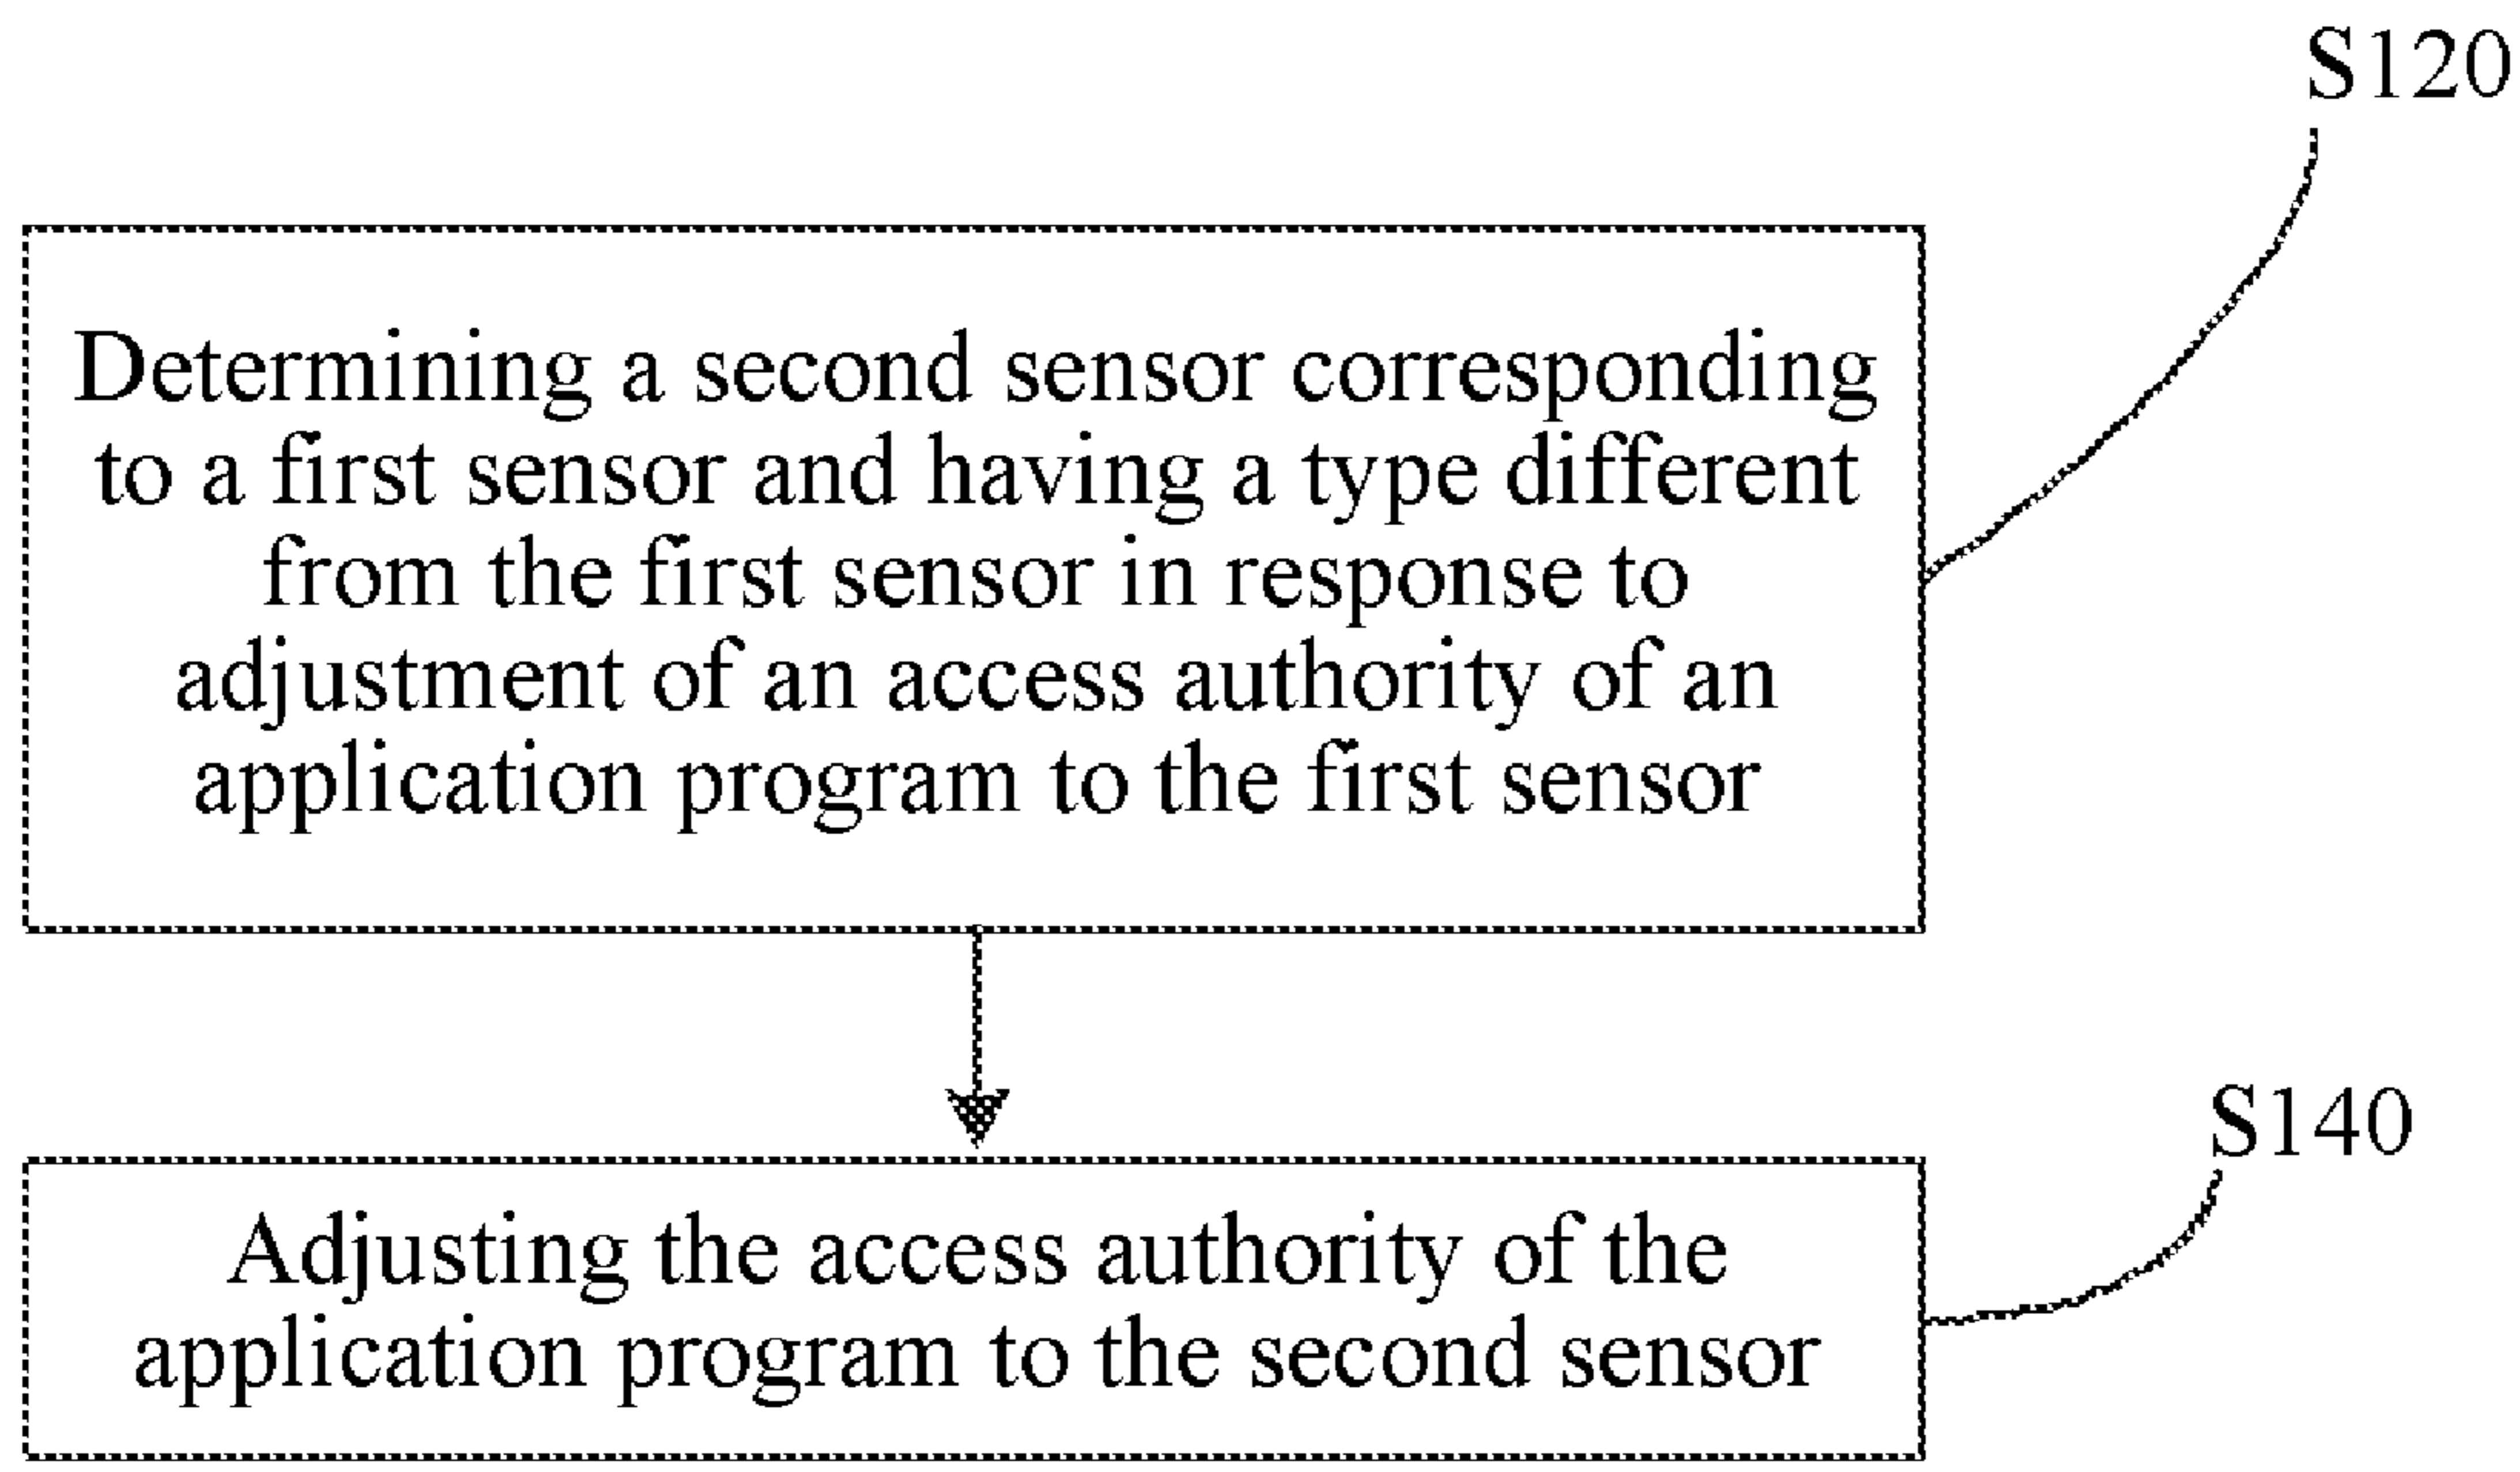 S120
Determining a second sensor corresponding
to a first sensor and having a type different
from the first sensor in response to
adjustment of an access authority of an
application program to the first sensor
S140
Adjusting the access authority of the
application program to the second sensor